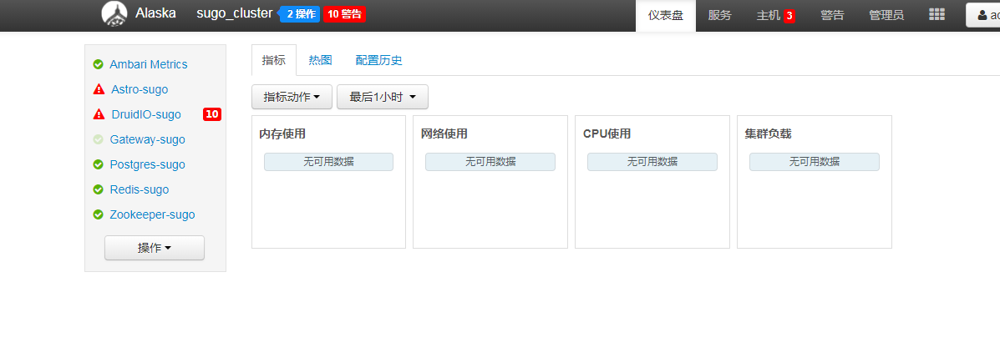 Alaska sugo_cluster 2 操作 10 警告 仪表盘 服务 主机 3 警告 管理员
Ambari Metrics
Astro-sugo
DruidIO-sugo 10
Gateway-sugo
Postgres-sugo
Redis-sugo
Zookeeper-sugo
操作
指标 热图 配置历史
指标动作 最后1小时
内存使用 网络使用 CPU使用 集群负载
无可用数据 无可用数据 无可用数据 无可用数据